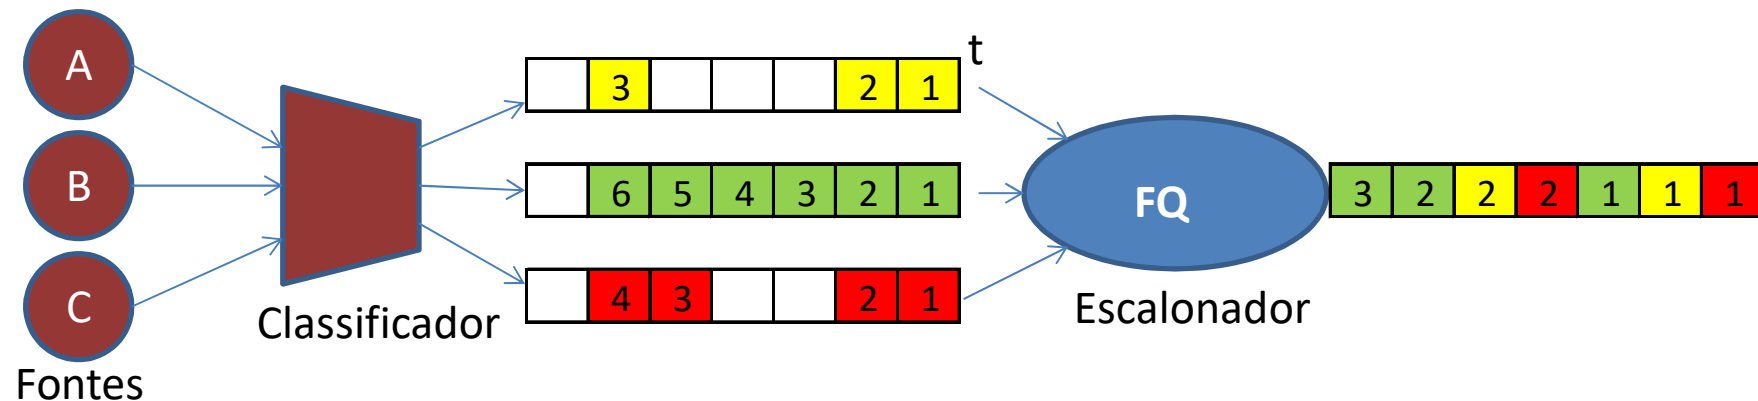 A
B
C
Fontes
Classificador
3 2 1
t
6 5 4 3 2 1
4 3 2 1
FQ
Escalonador
3 2 2 2 1 1 1